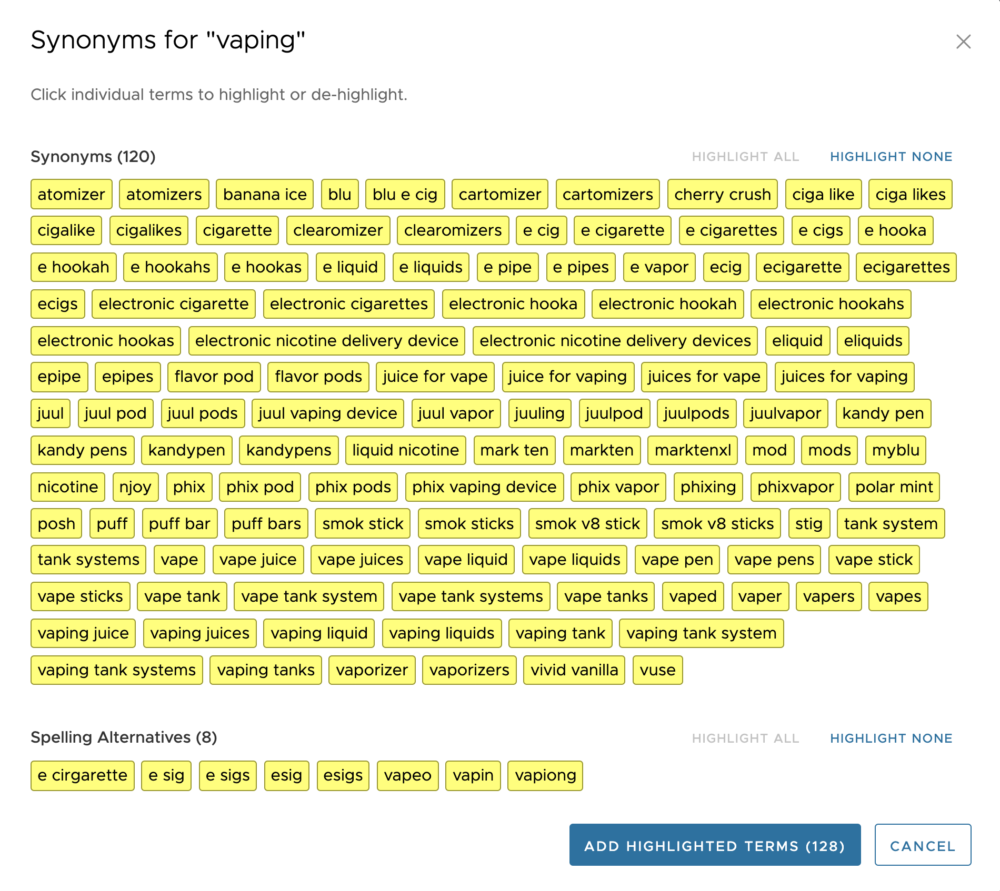 Synonyms for "vaping"
Click individual terms to highlight or de-highlight.
Synonyms (120) HIGHLIGHT ALL HIGHLIGHT NONE
atomizer atomizers banana ice blu blu e cig cartomizer cartomizers cherry crush ciga like ciga likes
cigalike cigalikes cigarette clearomizer clearomizers e cig e cigarette e cigarettes e cigs e hooka
e hookah e hookahs e hookas e liquid e liquids e pipe e pipes e vapor ecig ecigarette ecigarettes
ecigs electronic cigarette electronic cigarettes electronic hooka electronic hookah electronic hookahs
electronic hookas electronic nicotine delivery device electronic nicotine delivery devices eliquid eliquids
epipe epipes flavor pod flavor pods juice for vape juice for vaping juices for vape juices for vaping
juul juul pod juul pods juul vaping device juul vapor juuling juulpod juulpods juulvapor kandy pen
kandy pens kandypen kandypens liquid nicotine mark ten markten marktenxl mod mods myblu
nicotine njoy phix phix pod phix pods phix vaping device phix vapor phixing phixvapor polar mint
posh puff puff bar puff bars smok stick smok sticks smok v8 stick smok v8 sticks stig tank system
tank systems vape vape juice vape juices vape liquid vape liquids vape pen vape pens vape stick
vape sticks vape tank vape tank system vape tank systems vape tanks vaped vaper vapers vapes
vaping juice vaping juices vaping liquid vaping liquids vaping tank vaping tank system
vaping tank systems vaping tanks vaporizer vaporizers vivid vanilla vuse
Spelling Alternatives (8) HIGHLIGHT ALL HIGHLIGHT NONE
e cirgarette e sig e sigs esig esigs vapeo vapin vapiong
ADD HIGHLIGHTED TERMS (128) CANCEL